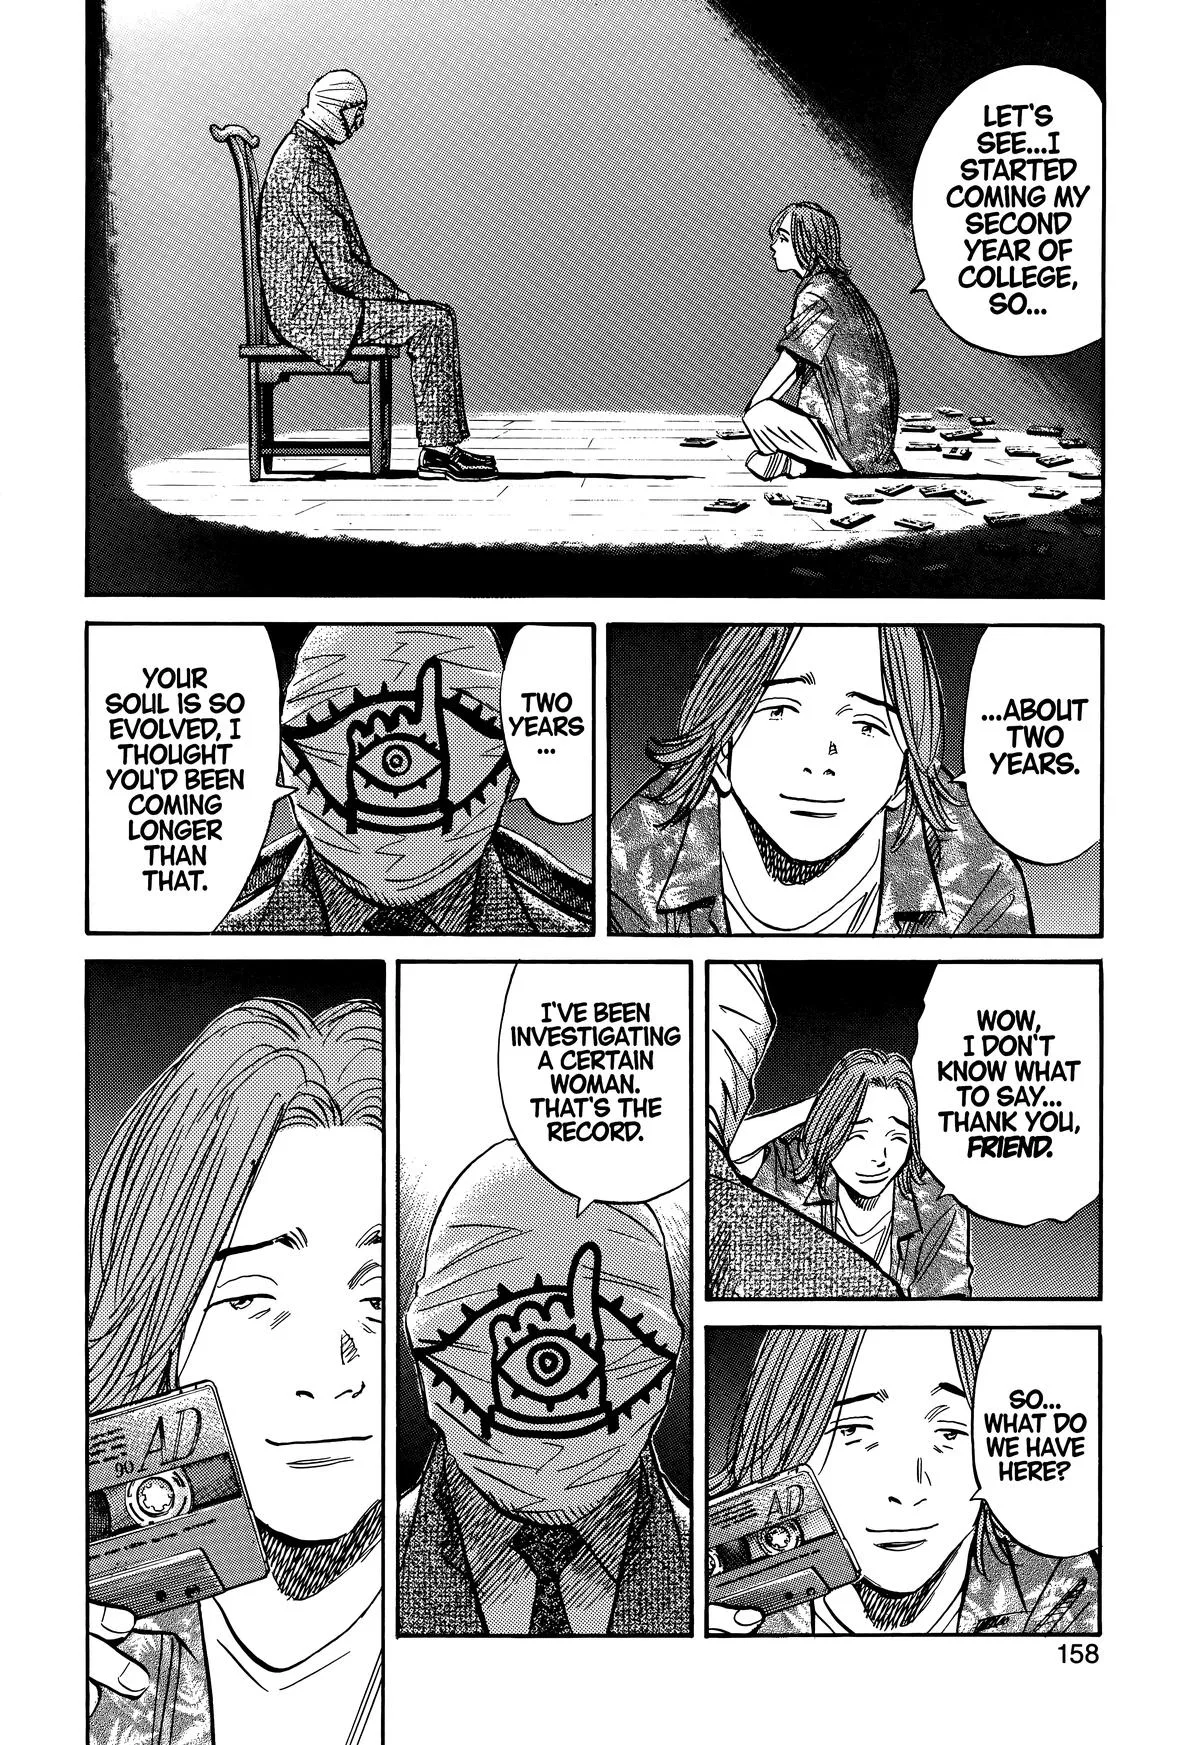 LET'S
SEE...I
STARTED
COMING MY
SECOND
YEAR OF
COLLEGE,
SO...
...ABOUT
TWO
YEARS.
TWO
YEARS
...
YOUR
SOUL IS SO
EVOLVED, I
THOUGHT
YOU'D BEEN
COMING
LONGER
THAN
THAT.
WOW,
I DON'T
KNOW WHAT
TO SAY...
THANK YOU,
FRIEND.
SO...
WHAT DO
WE HAVE
HERE?
AD
I'VE BEEN
INVESTIGATING
A CERTAIN
WOMAN.
THAT'S THE
RECORD.
AD
90
158